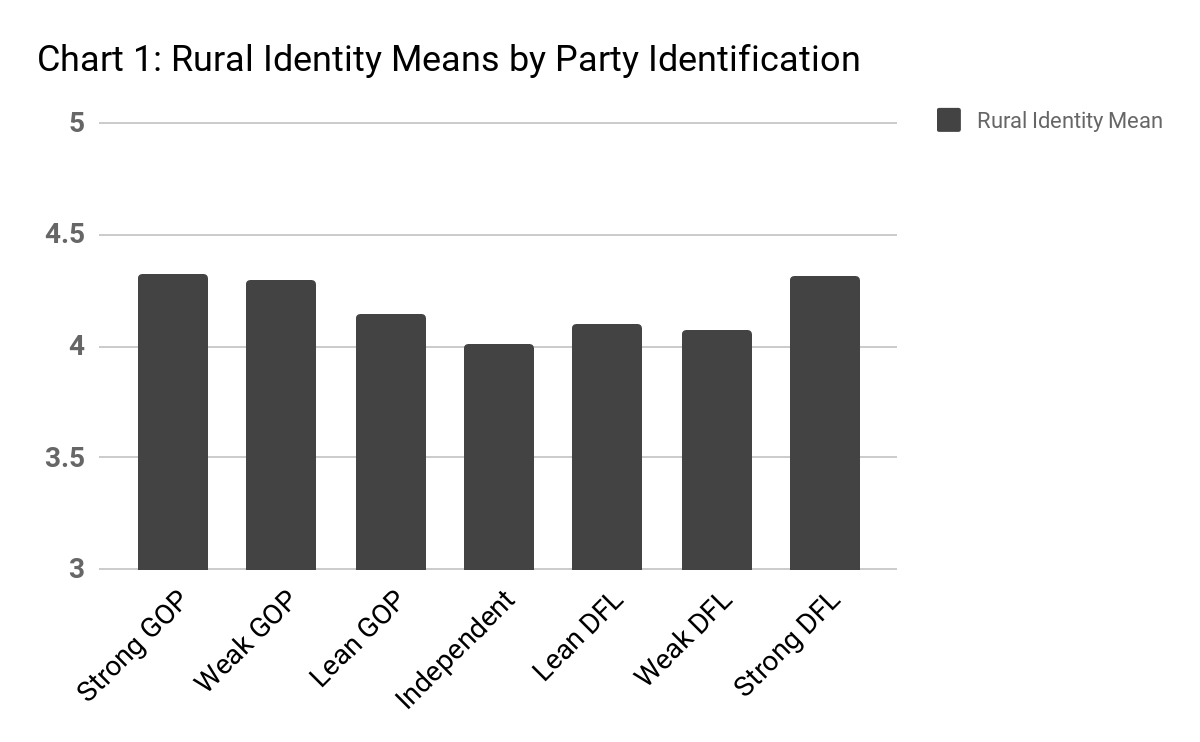 Chart 1: Rural Identity Means by Party Identification
Rural Identity Mean
5
4.5
4
3.5
3
Strong GOP
Weak GOP
Lean GOP
Independent
Lean DFL
Weak DFL
Strong DFL